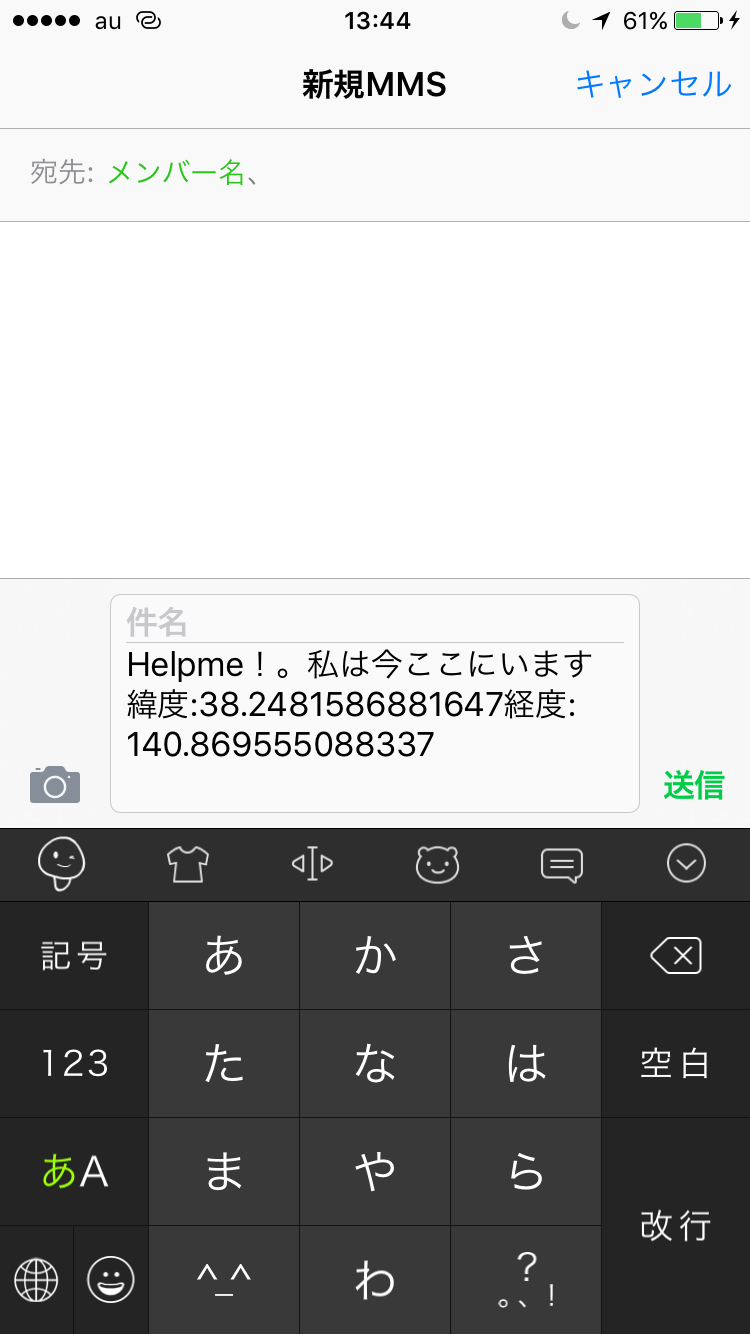 au 13:44 61%
新規MMS キャンセル
宛先: メンバー名、
件名
Helpme！。私は今ここにいます
緯度:38.2481586881647経度:
140.869555088337
送信
記号 あ か さ
123 た な は 空白
あA ま や ら 改行
^_^ わ ? 。、!